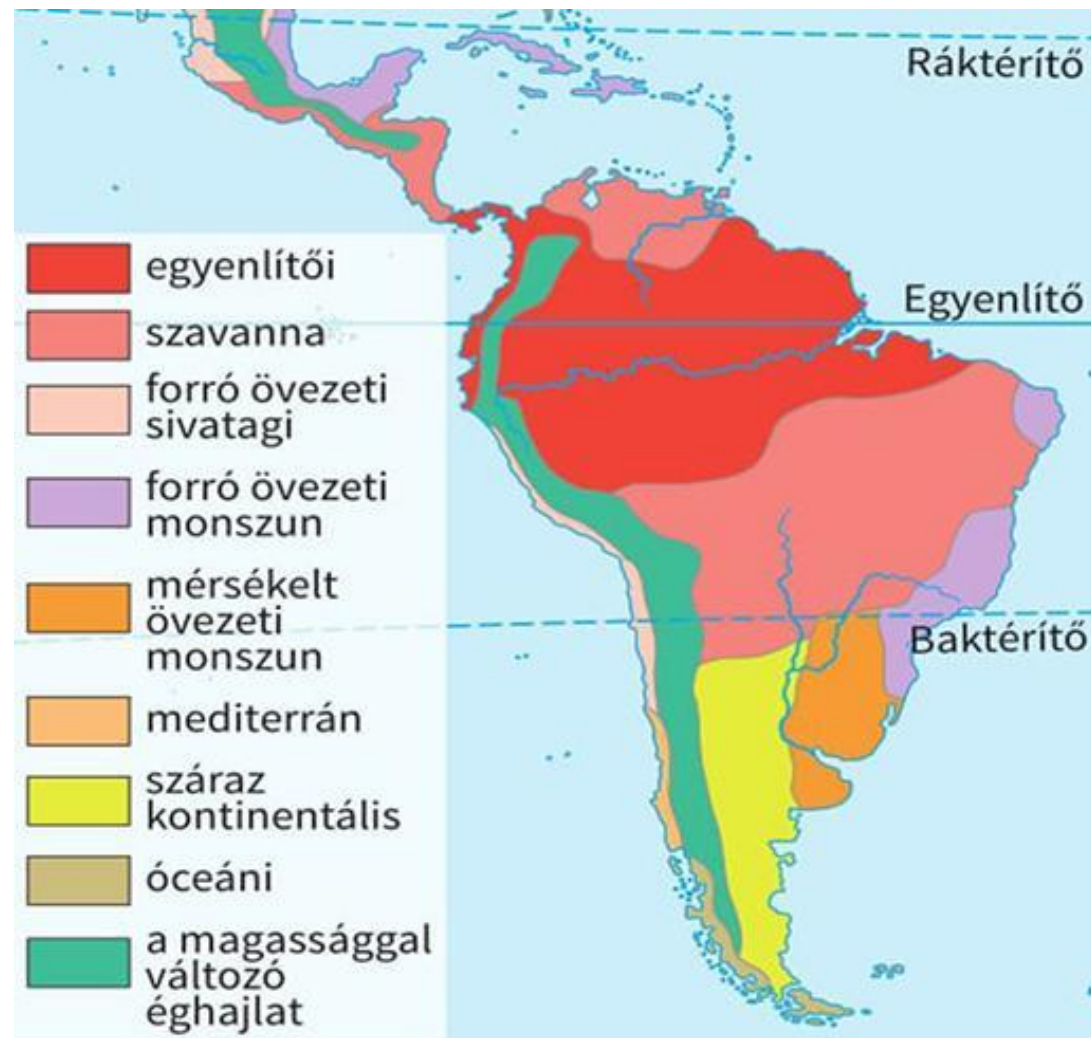 Ráktérítő
Egyenlítő
Baktérítő
egyenlítői
szavanna
forró övezeti
sivatagi
forró övezeti
monszun
mérsékelt
övezeti
monszun
mediterrán
száraz
kontinentális
óceáni
a magassággal
változó
éghajlat